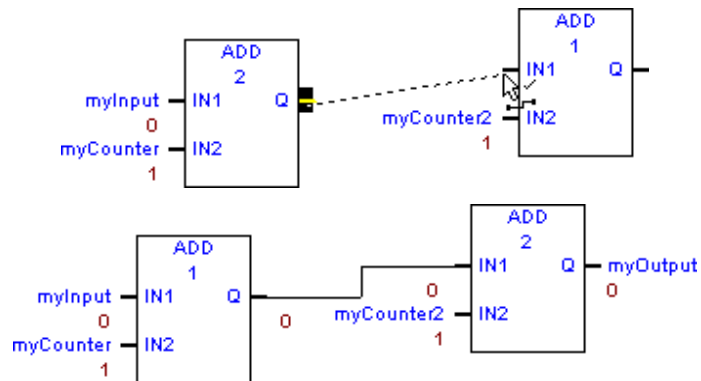 ADD
2
myInput IN1 Q
0
myCounter IN2
1
ADD
1
IN1 Q
myCounter2 IN2
1
ADD
1
myInput IN1 Q
0 0
myCounter IN2
1
ADD
2
IN1 Q myOutput
0 0
myCounter2 IN2
1